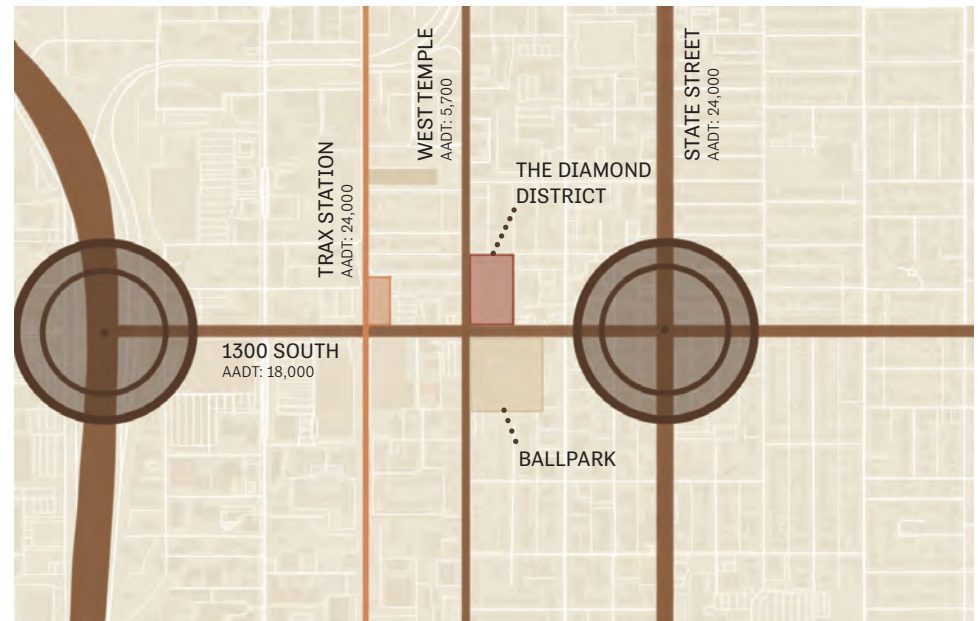 WEST TEMPLE
AADT: 5,700
STATE STREET
AADT: 24,000
TRAX STATION
AADT: 24,000
THE DIAMOND
DISTRICT
1300 SOUTH
AADT: 18,000
BALLPARK